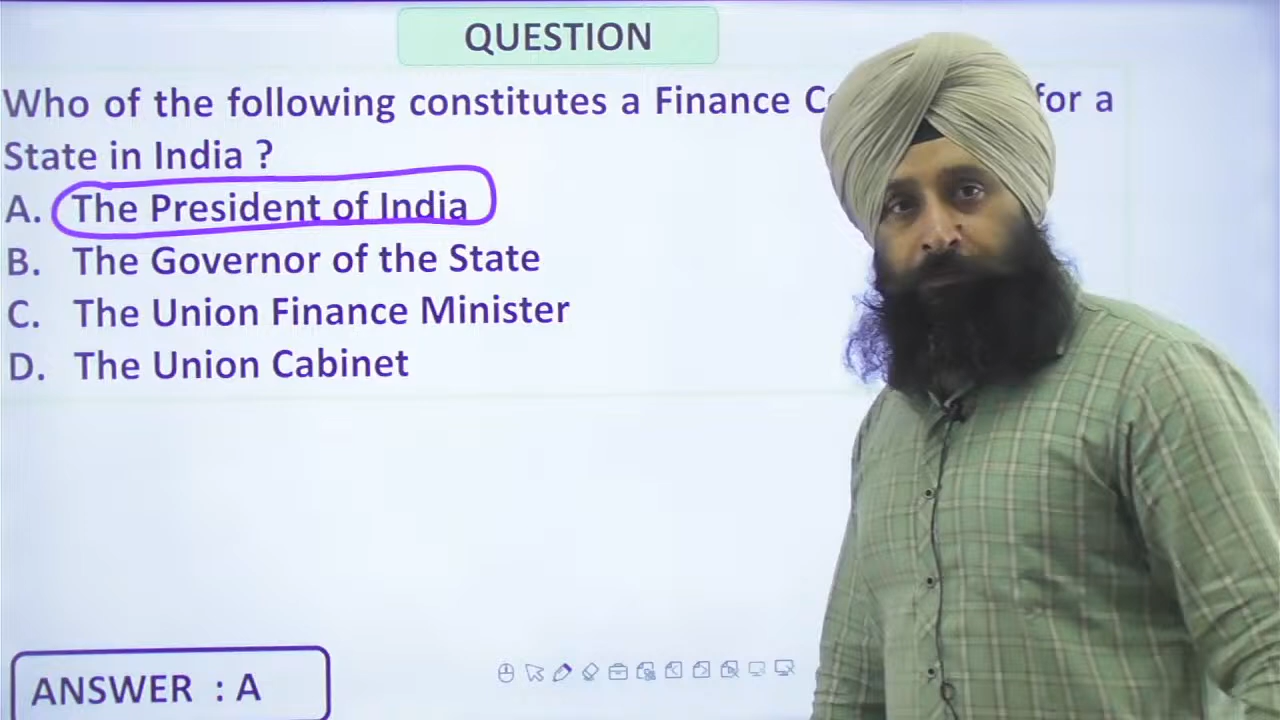 QUESTION
Who of the following constitutes a Finance for a
State in India ?
A. The President of India
B. The Governor of the State
C. The Union Finance Minister
D. The Union Cabinet
ANSWER : A